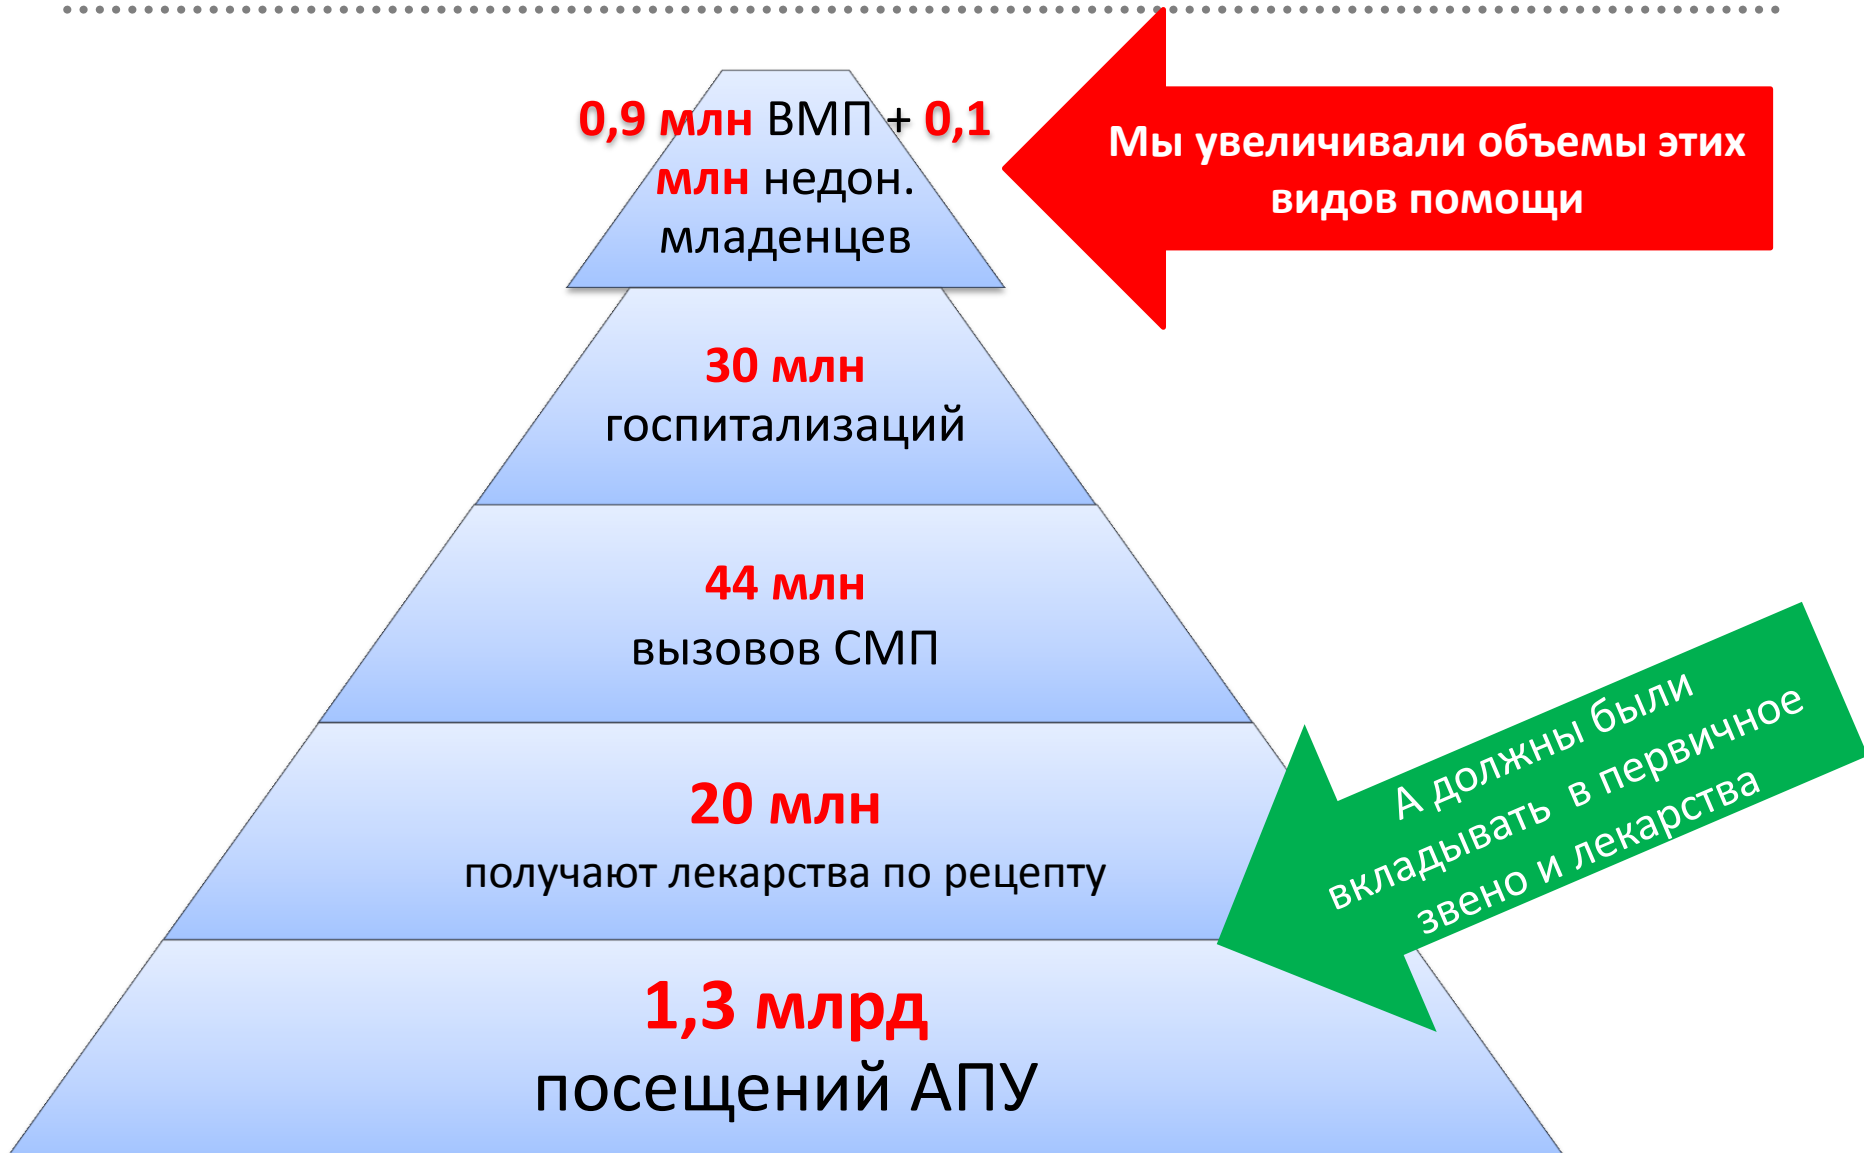 0,9 млн ВМП + 0,1
млн недон.
младенцев
Мы увеличивали объемы этих
видов помощи
30 млн
госпитализаций
44 млн
вызовов СМП
20 млн
получают лекарства по рецепту
А должны были
вкладывать в первичное
звено и лекарства
1,3 млрд
посещений АПУ